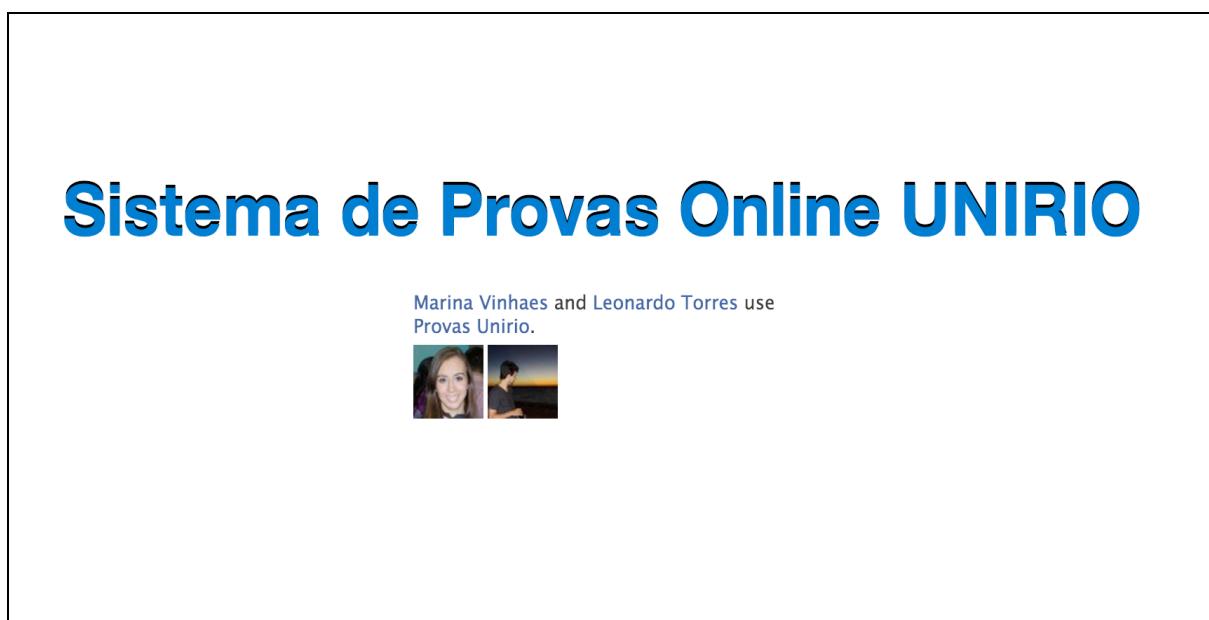 Sistema de Provas Online UNIRIO
Marina Vinhaes and Leonardo Torres use
Provas Unirio.